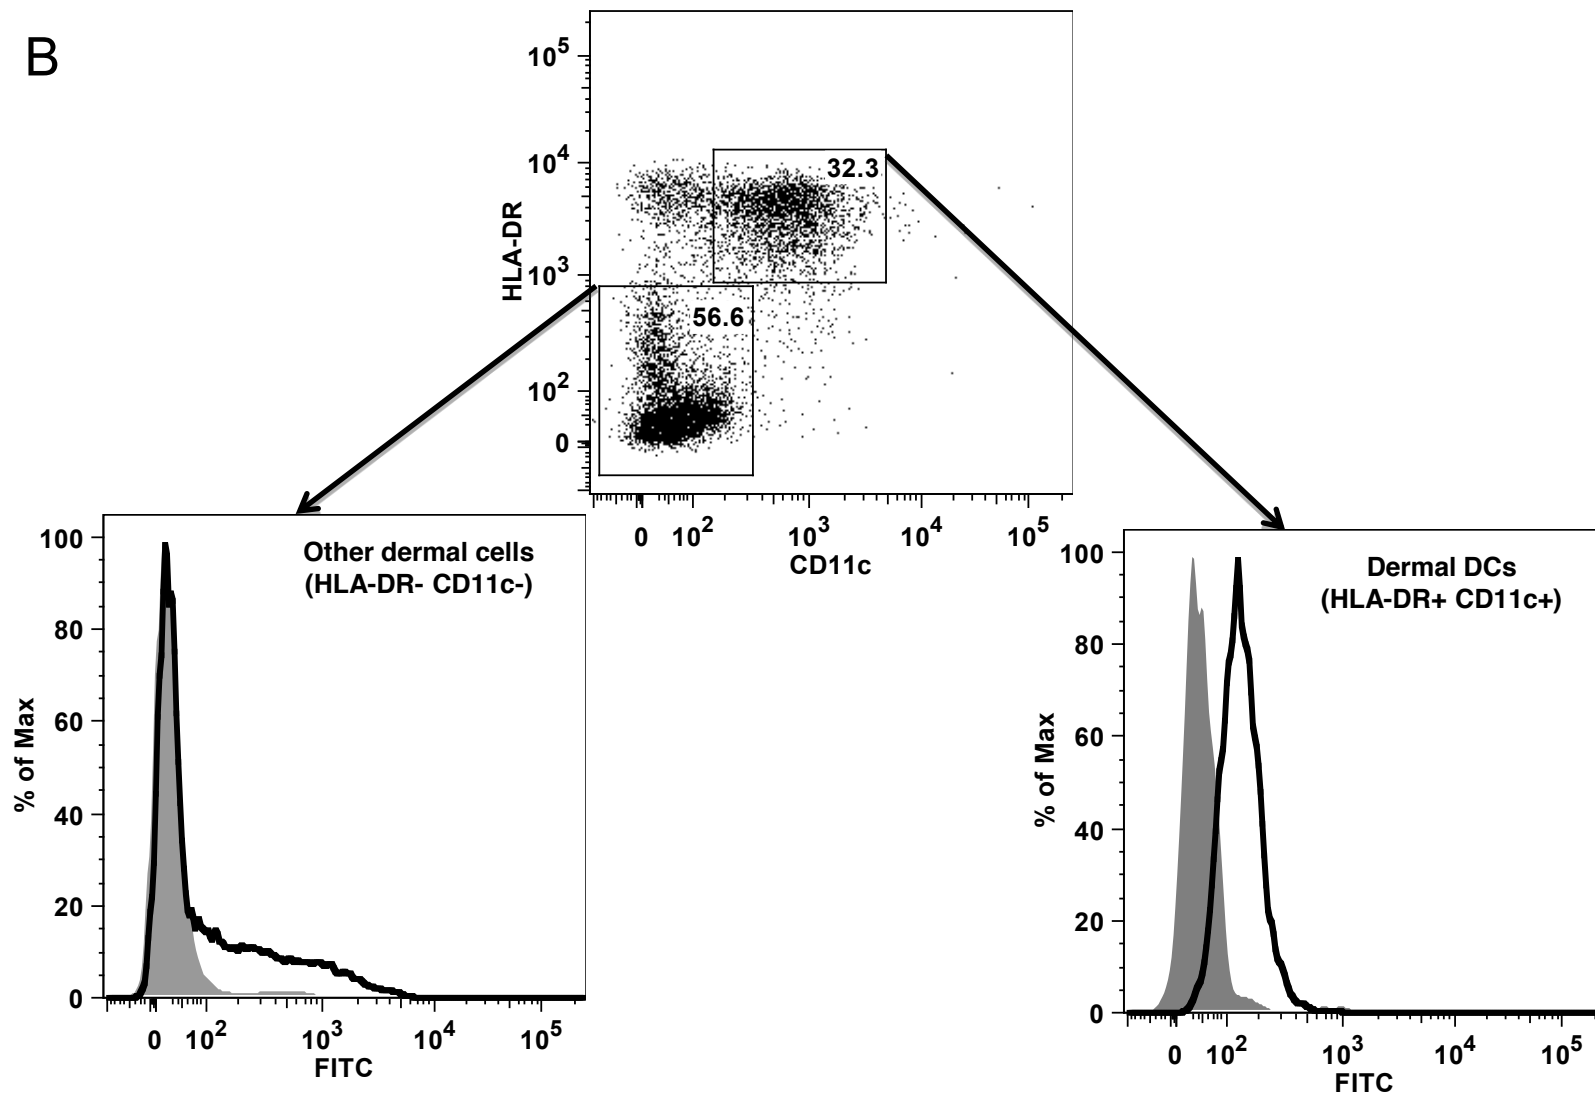 B
10^5
10^4
10^3
10^2
0
HLA-DR
32.3
56.6
0 10^2 10^3 10^4 10^5
CD11c
Other dermal cells
(HLA-DR- CD11c-)
100
80
60
40
20
0
% of Max
0 10^2 10^3 10^4 10^5
FITC
Dermal DCs
(HLA-DR+ CD11c+)
100
80
60
40
20
0
% of Max
0 10^2 10^3 10^4 10^5
FITC